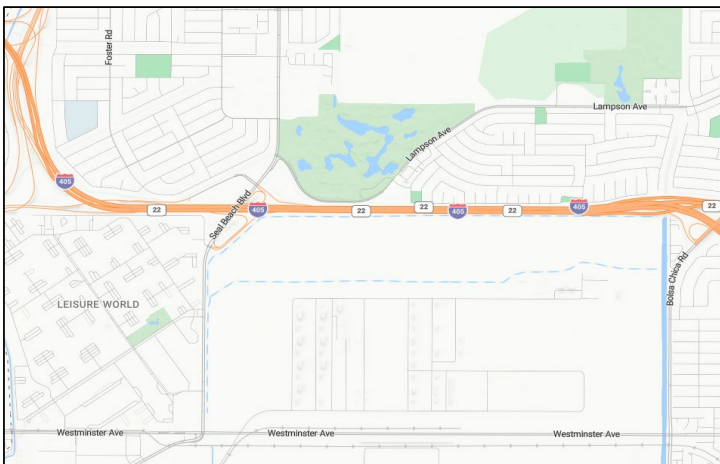 Foster Rd
Lampson Ave
Lampson Ave
405
22
Seal Beach Blvd
405
22
22
405
22
405
22
22
Bolsa Chica Rd
LEISURE WORLD
Westminster Ave
Westminster Ave
Westminster Ave